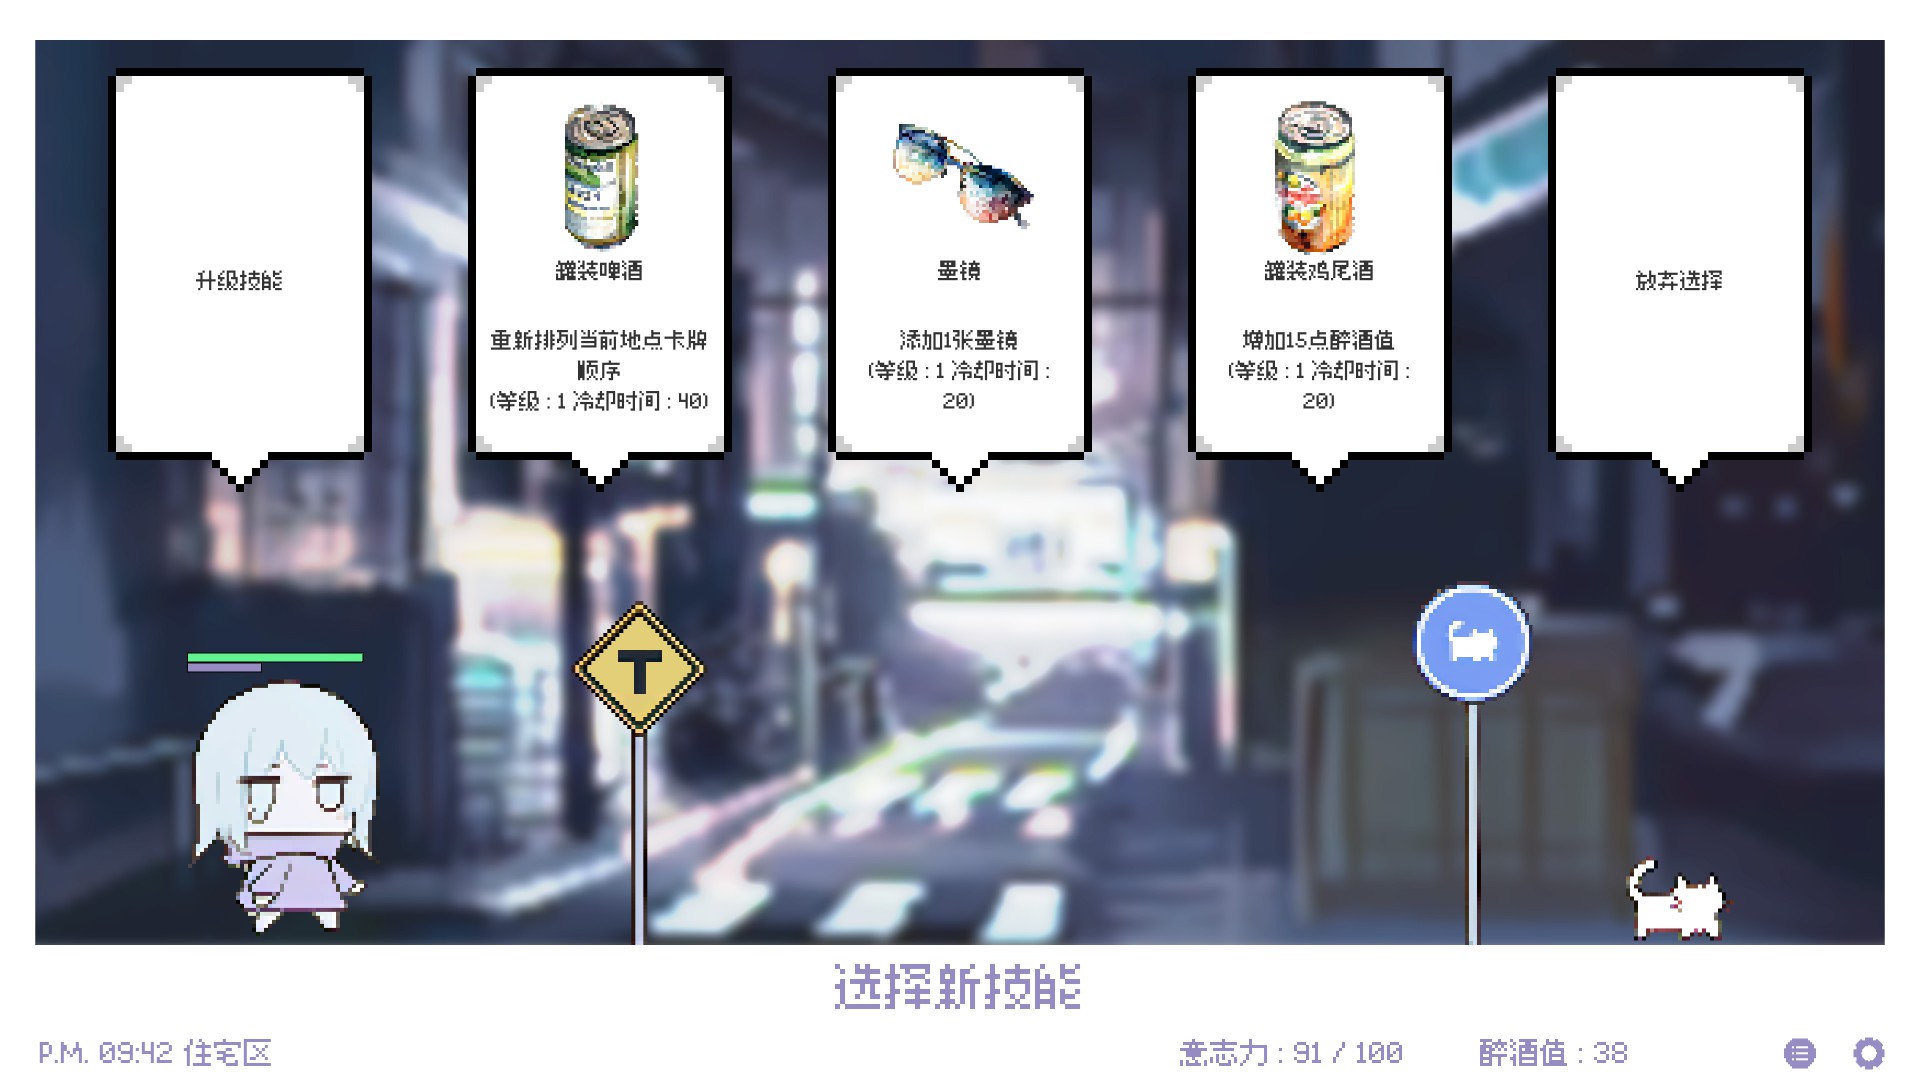 升级技能
罐装啤酒
重新排列当前地点卡牌
顺序
(等级 : 1 冷却时间 : 40)
墨镜
添加1张墨镜
(等级 : 1 冷却时间 :
20)
罐装鸡尾酒
增加15点醉酒值
(等级 : 1 冷却时间 :
20)
放弃选择
T
选择新技能
P.M. 09:42 住宅区
意志力 : 91 / 100
醉酒值 : 38